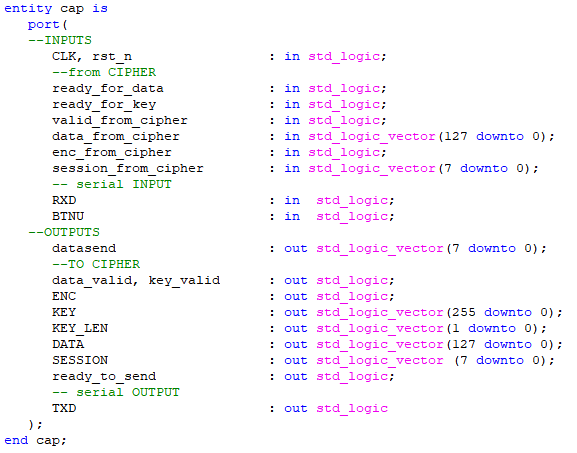 entity cap is
port(
--INPUTS
CLK, rst_n : in std_logic;
--from CIPHER
ready_for_data : in std_logic;
ready_for_key : in std_logic;
valid_from_cipher : in std_logic;
data_from_cipher : in std_logic_vector(127 downto 0);
enc_from_cipher : in std_logic;
session_from_cipher : in std_logic_vector(7 downto 0);
-- serial INPUT
RXD : in std_logic;
BTNU : in std_logic;
--OUTPUTS
datasend : out std_logic_vector(7 downto 0);
--TO CIPHER
data_valid, key_valid : out std_logic;
ENC : out std_logic;
KEY : out std_logic_vector(255 downto 0);
KEY_LEN : out std_logic_vector(1 downto 0);
DATA : out std_logic_vector(127 downto 0);
SESSION : out std_logic_vector (7 downto 0);
ready_to_send : out std_logic;
-- serial OUTPUT
TXD : out std_logic
);
end cap;